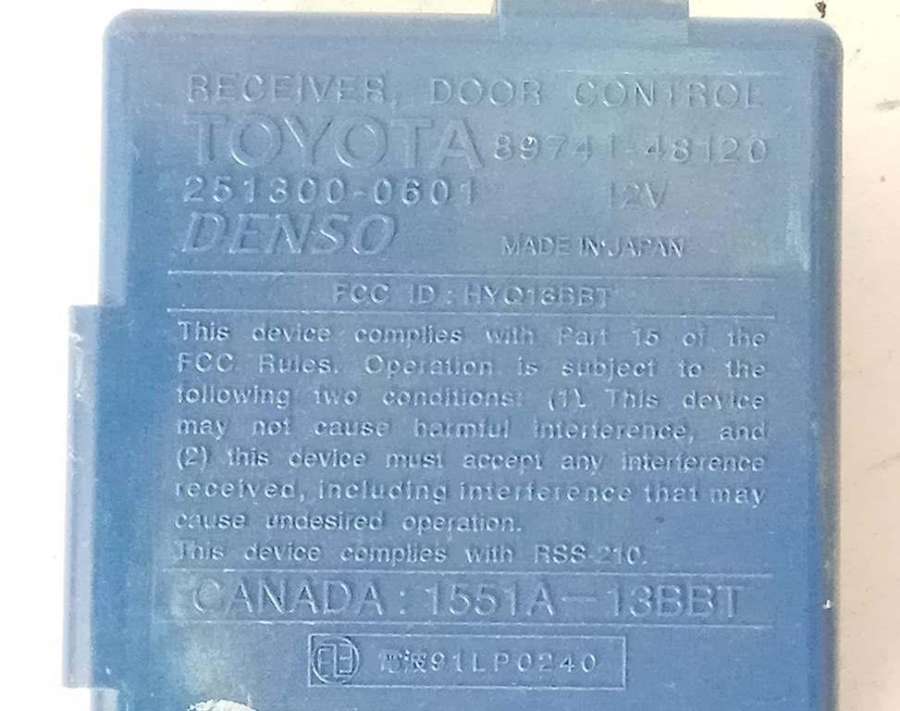 RECEIVER, DOOR CONTROL
TOYOTA 89741-48120
251300-0601 12V
DENSO MADE IN JAPAN
FCC ID : HYQ13BBT
This device complies with Part 15 of the
FCC Rules. Operation is subject to the
following two conditions: (1). This device
may not cause harmful interference, and
(2) this device must accept any interference
received, including interference that may
cause undesired operation.
This device complies with RSS-210.
CANADA : 1551A-13BBT
91LP0240